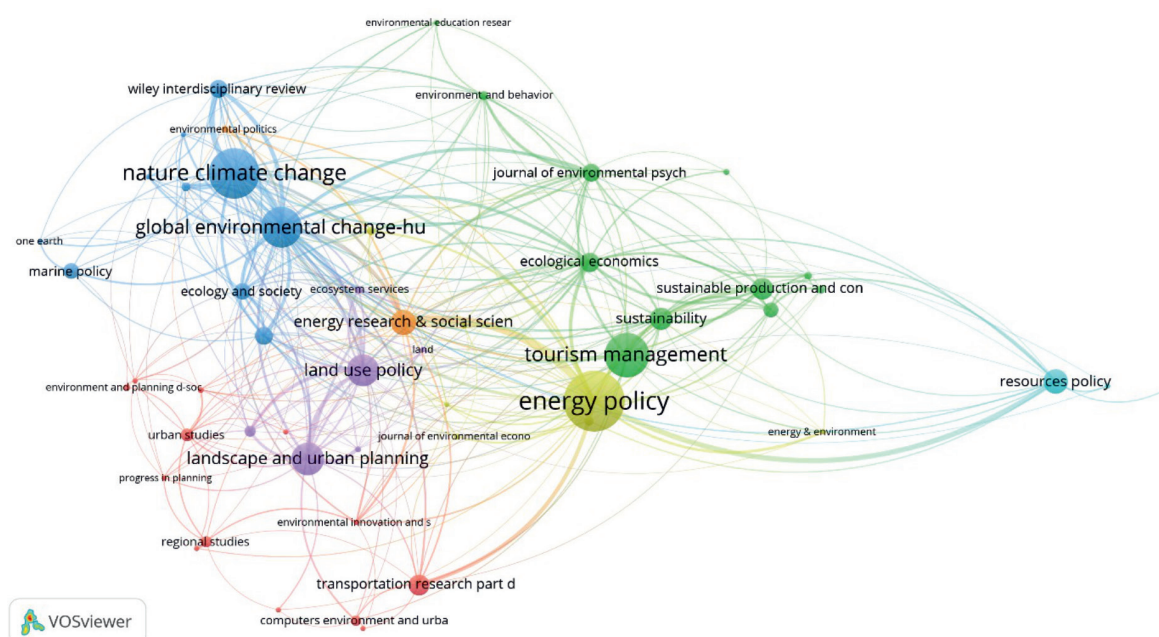 environmental education resear
wiley interdisciplinary review
environment and behavior
environmental politics
nature climate change
journal of environmental psych
global environmental change-hu
one earth
marine policy
ecological economics
ecology and society
ecosystem services
sustainable production and con
energy research & social scien
sustainability
land
tourism management
land use policy
resources policy
environment and planning d-soc
energy policy
urban studies
journal of environmental econo
energy & environment
landscape and urban planning
progress in planning
environmental innovation and s
regional studies
transportation research part d
computers environment and urba
VOSviewer